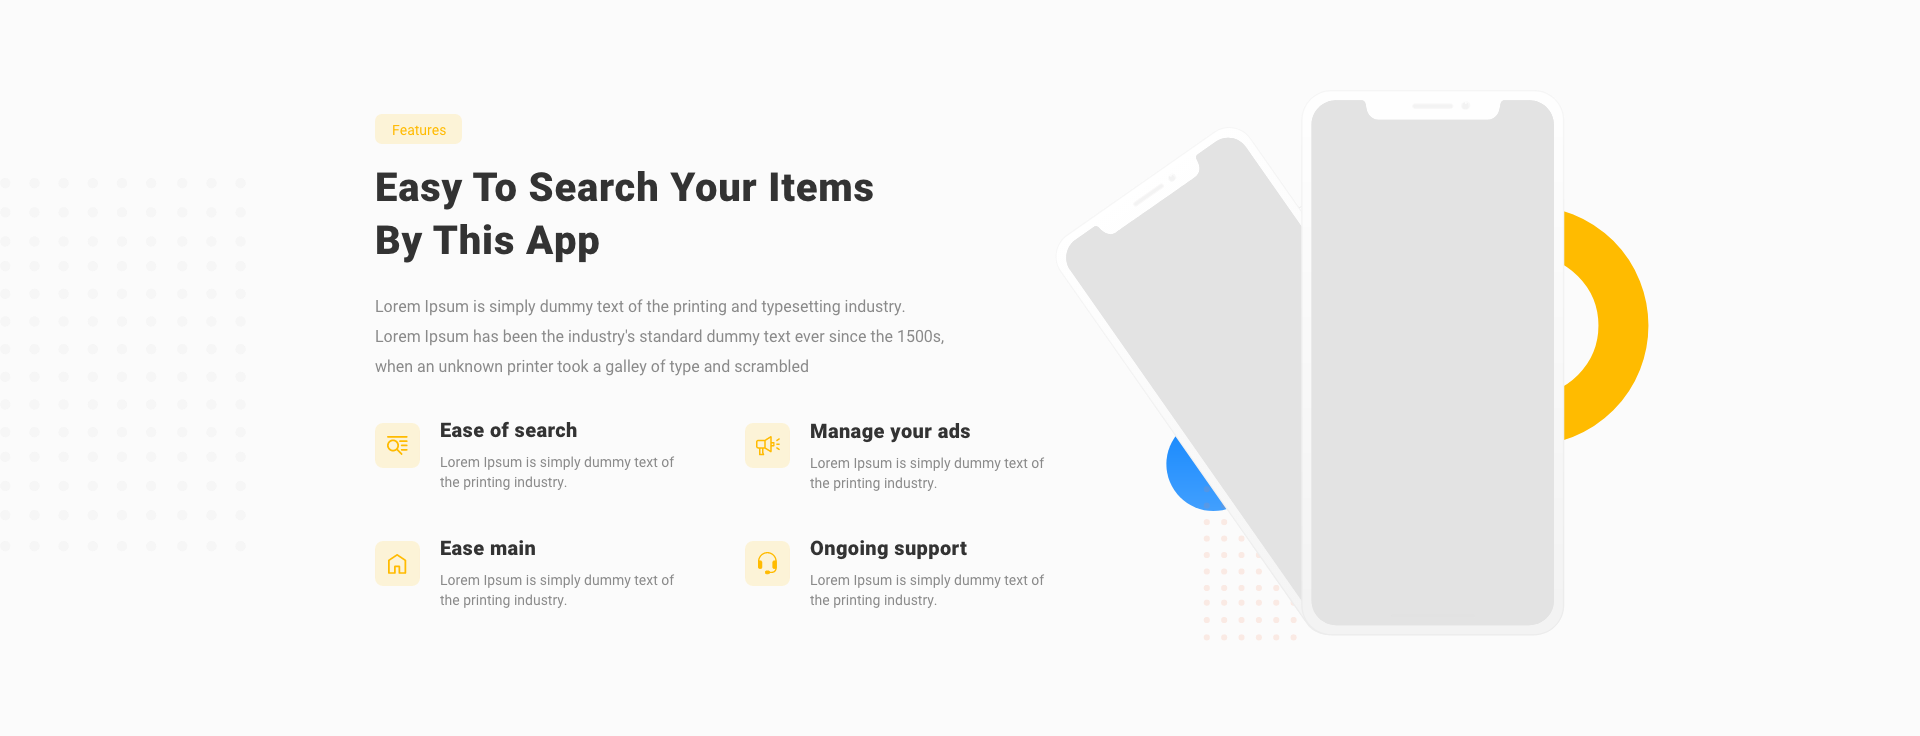 Features
Easy To Search Your Items
By This App
Lorem Ipsum is simply dummy text of the printing and typesetting industry.
Lorem Ipsum has been the industry's standard dummy text ever since the 1500s,
when an unknown printer took a galley of type and scrambled
Ease of search
Lorem Ipsum is simply dummy text of
the printing industry.
Manage your ads
Lorem Ipsum is simply dummy text of
the printing industry.
Ease main
Lorem Ipsum is simply dummy text of
the printing industry.
Ongoing support
Lorem Ipsum is simply dummy text of
the printing industry.